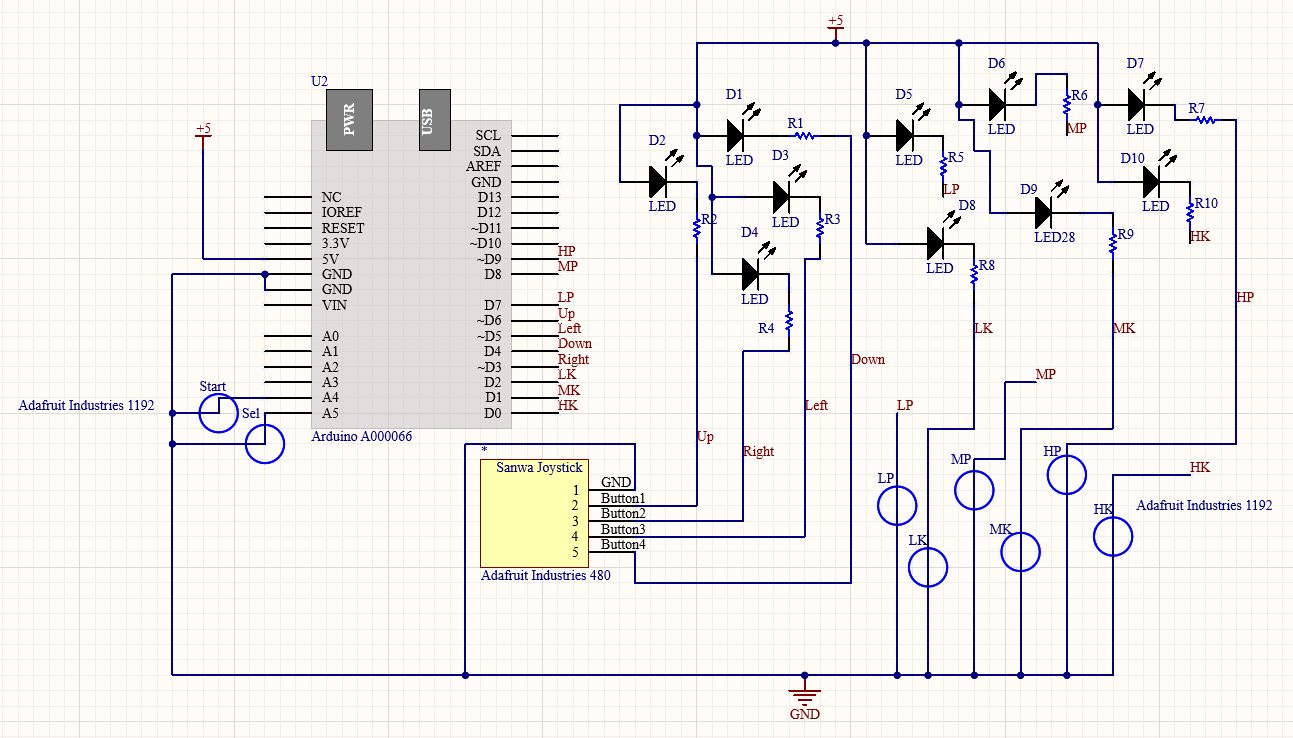 +5
U2
PWR
USB
+5
SCL
SDA
AREF
GND
NC
D13
IOREF
D12
RESET
~D11
3.3V
~D10
HP
5V
~D9
MP
GND
D8
GND
VIN
D7
LP
~D6
Up
A0
~D5
Left
A1
D4
Down
A2
~D3
Right
A3
D2
LK
A4
D1
MK
A5
D0
HK
Start
Sel
Adafruit Industries 1192
Arduino A000066
D1
LED
R1
D2
LED
R2
D3
LED
R3
D4
LED
R4
D5
LED
R5
LP
D6
LED
R6
MP
D7
LED
R7
D8
LED
R8
D9
LED28
R9
D10
LED
R10
HK
HP
LK
MK
Down
Left
Up
Right
*
Sanwa Joystick
1 GND
2 Button1
3 Button2
4 Button3
5 Button4
Adafruit Industries 480
MP
LP
HP
HK
MP
LP
HK
Adafruit Industries 1192
MK
LK
GND